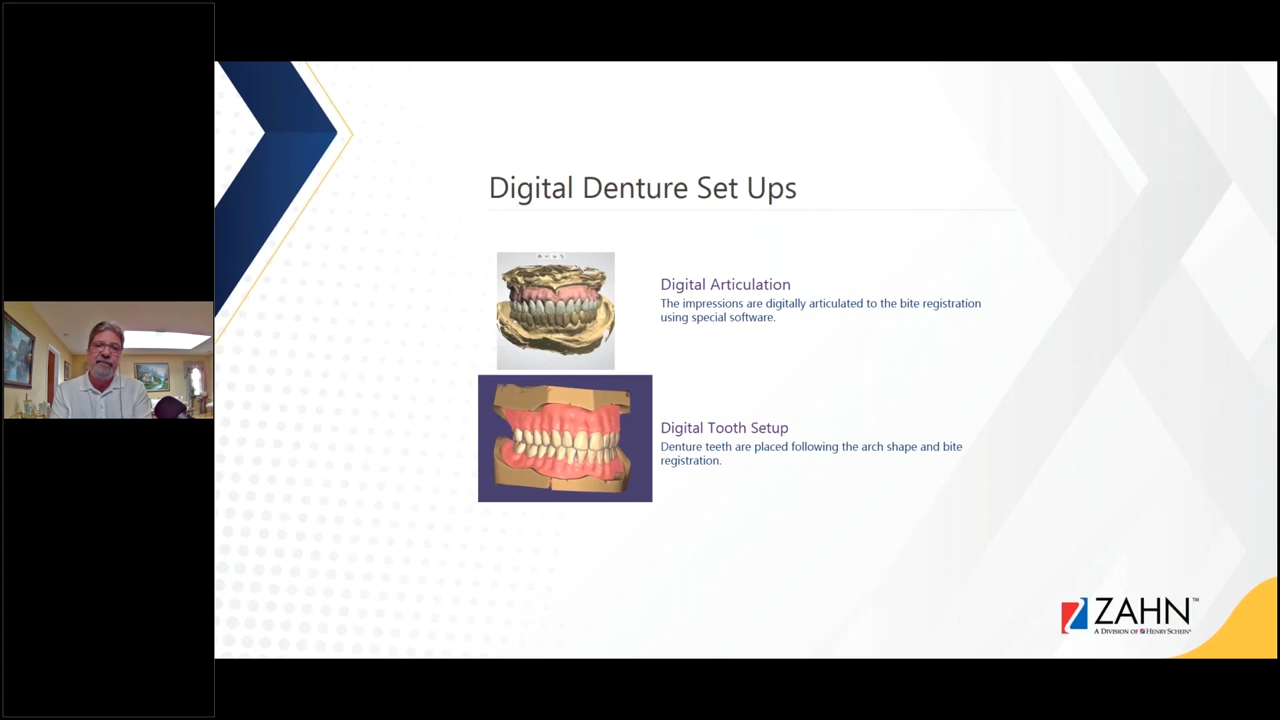 Digital Denture Set Ups
Digital Articulation
The impressions are digitally articulated to the bite registration
using special software.
Digital Tooth Setup
Denture teeth are placed following the arch shape and bite
registration.
ZAHN™
A DIVISION OF HENRY SCHEIN®